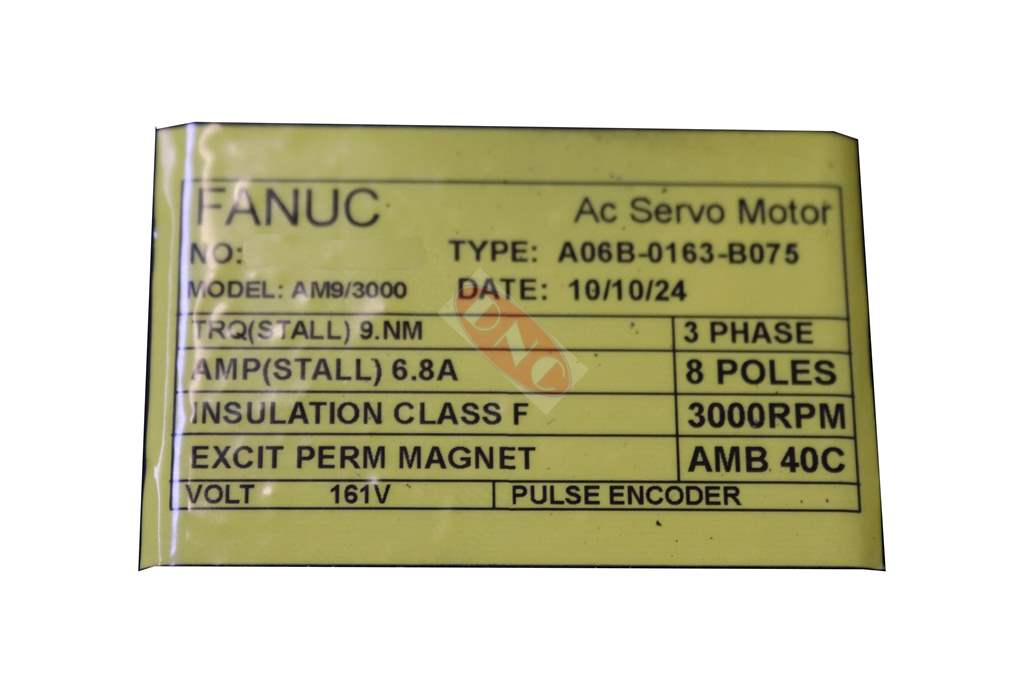 FANUC Ac Servo Motor
NO: TYPE: A06B-0163-B075
MODEL: AM9/3000 DATE: 10/10/24
TRQ(STALL) 9.NM 3 PHASE
AMP(STALL) 6.8A 8 POLES
INSULATION CLASS F 3000RPM
EXCIT PERM MAGNET AMB 40C
VOLT 161V PULSE ENCODER
DNC